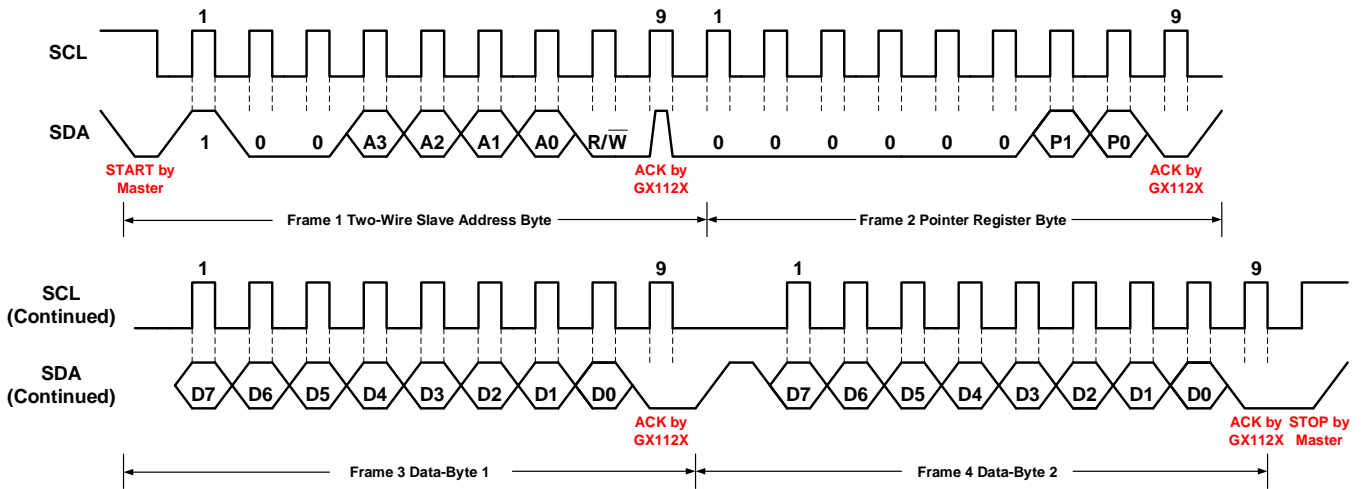 1 9 1 9
SCL
SDA
1 0 0 A3 A2 A1 A0 R/W̅ 0 0 0 0 0 0 P1 P0
START by
Master
ACK by
GX112X
ACK by
GX112X
Frame 1 Two-Wire Slave Address Byte
Frame 2 Pointer Register Byte
1 9 1 9
SCL
(Continued)
SDA
(Continued)
D7 D6 D5 D4 D3 D2 D1 D0 D7 D6 D5 D4 D3 D2 D1 D0
ACK by
GX112X
ACK by
GX112X
STOP by
Master
Frame 3 Data-Byte 1
Frame 4 Data-Byte 2